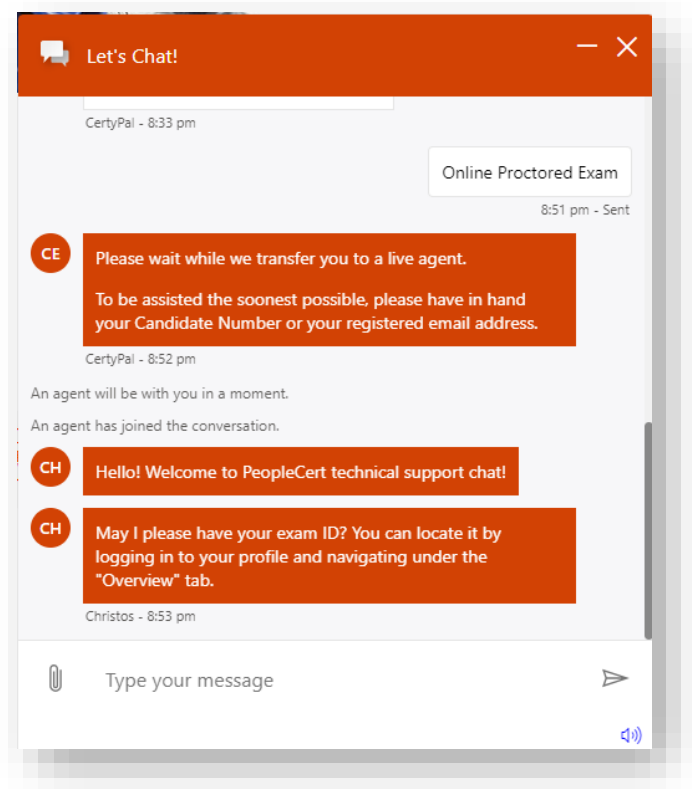 Let's Chat!
CertyPal - 8:33 pm
Online Proctored Exam
8:51 pm - Sent
CE
Please wait while we transfer you to a live agent.
To be assisted the soonest possible, please have in hand
your Candidate Number or your registered email address.
CertyPal - 8:52 pm
An agent will be with you in a moment.
An agent has joined the conversation.
CH
Hello! Welcome to PeopleCert technical support chat!
CH
May I please have your exam ID? You can locate it by
logging in to your profile and navigating under the
"Overview" tab.
Christos - 8:53 pm
Type your message